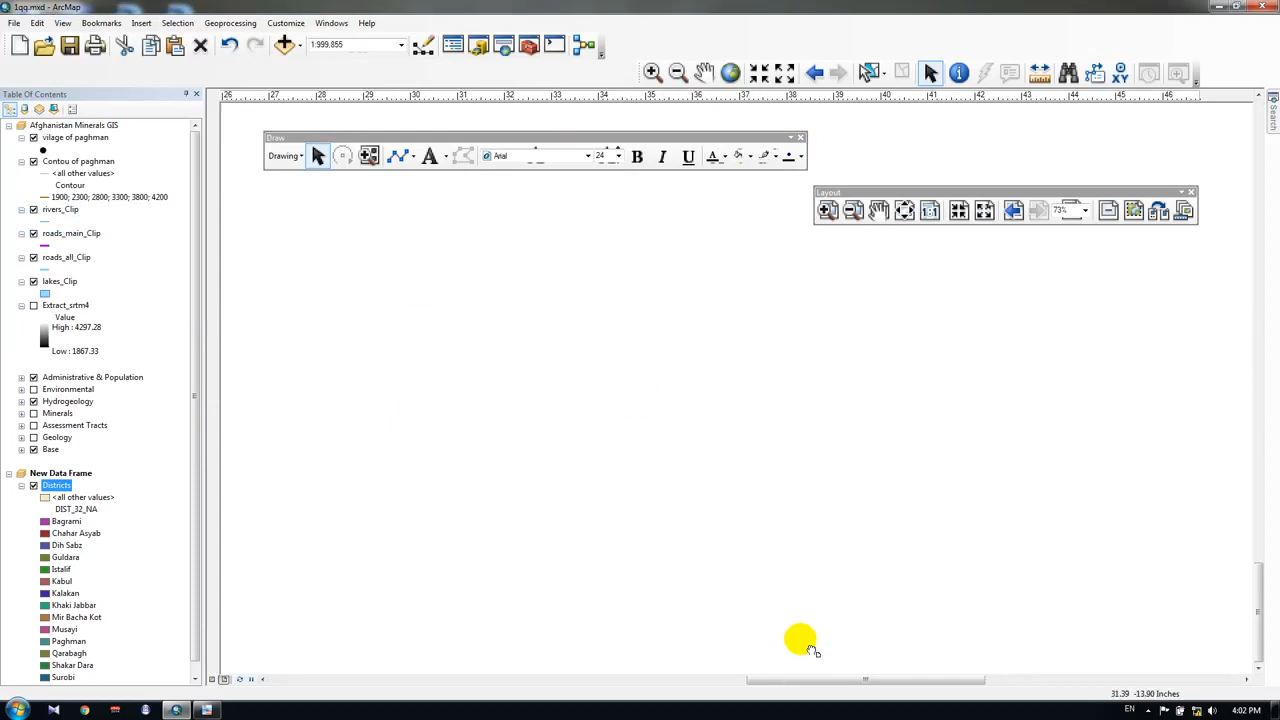 1qq.mxd - ArcMap
File Edit View Bookmarks Insert Selection Geoprocessing Customize Windows Help
1:999,855
Table Of Contents
26 27 28 29 30 31 32 33 34 35 36 37 38 39 40 41 42 43 44 45 46
Search
Afghanistan Minerals GIS
vilage of paghman
Contou of paghman
<all other values>
Contour
1900; 2300; 2800; 3300; 3800; 4200
rivers_Clip
roads_main_Clip
roads_all_Clip
lakes_Clip
Extract_srtm4
Value
High : 4297.28
Low : 1867.33
Administrative & Population
Environmental
Hydrogeology
Minerals
Assessment Tracts
Geology
Base
New Data Frame
Districts
<all other values>
DIST_32_NA
Bagrami
Chahar Asyab
Dih Sabz
Guldara
Istalif
Kabul
Kalakan
Khaki Jabbar
Mir Bacha Kot
Musayi
Paghman
Qarabagh
Shakar Dara
Surobi
Draw
Drawing A Arial 24 B I U A
Layout
1:1 73%
31.39 -13.90 Inches
EN 4:02 PM